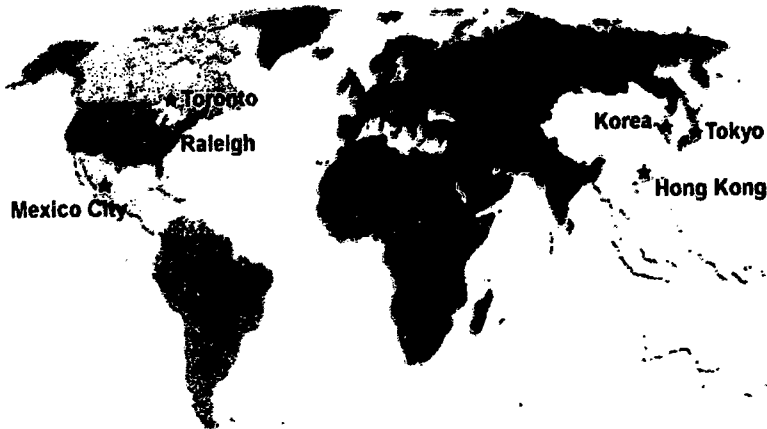 Toronto
Raleigh
Mexico City
Korea
Tokyo
Hong Kong